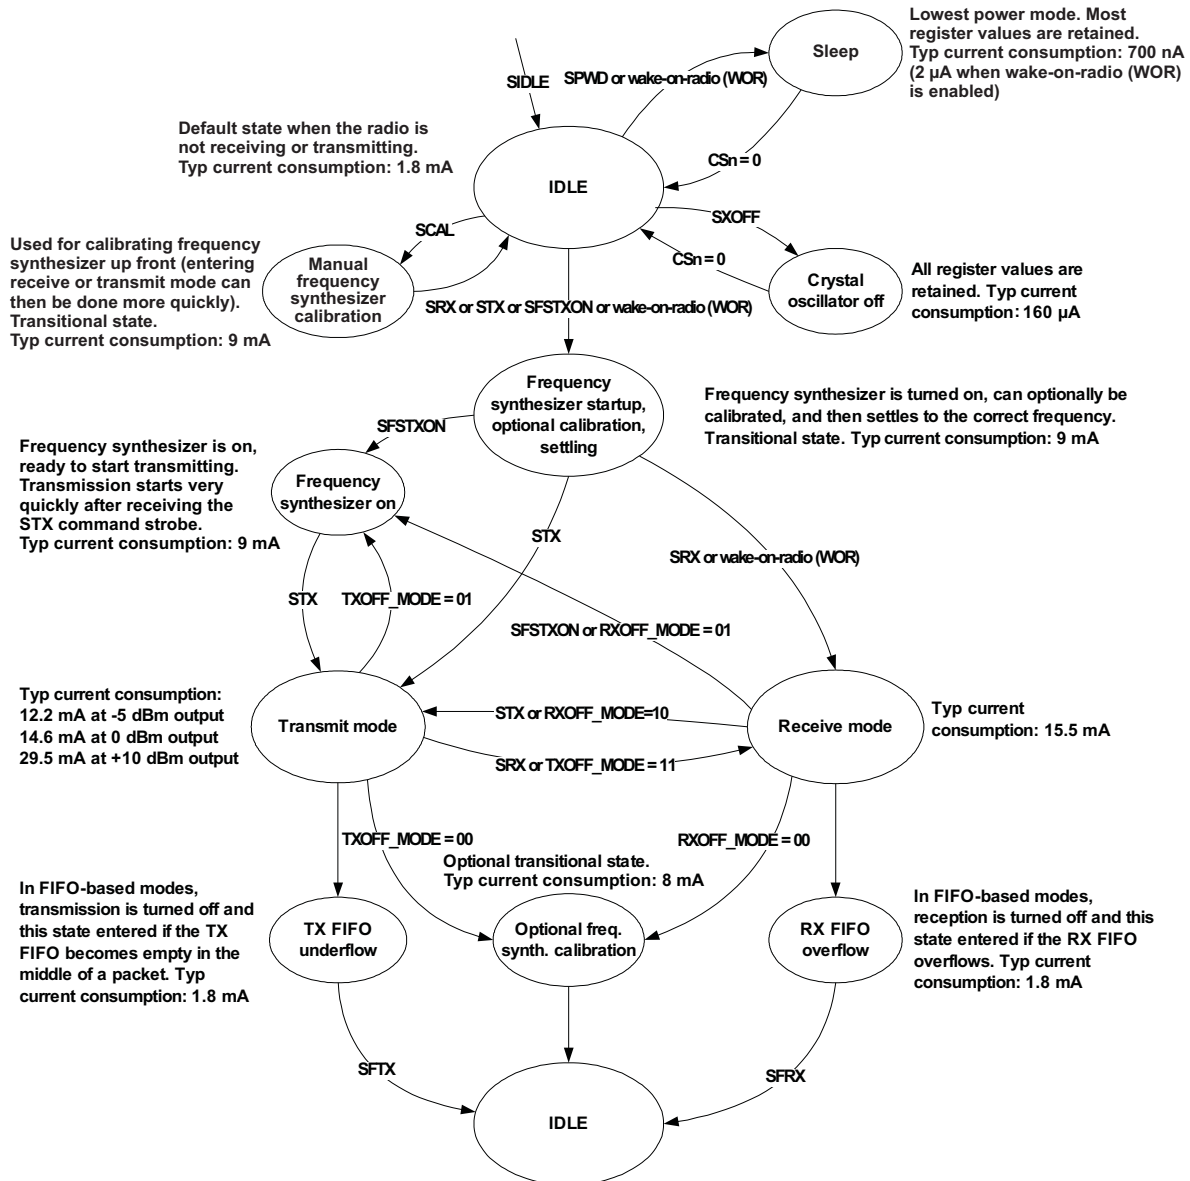 Lowest power mode. Most
register values are retained.
Typ current consumption: 700 nA
(2 µA when wake-on-radio (WOR)
is enabled)
Sleep
SIDLE
SPWD or wake-on-radio (WOR)
Default state when the radio is
not receiving or transmitting.
Typ current consumption: 1.8 mA
CSn = 0
IDLE
SXOFF
SCAL
CSn = 0
Used for calibrating frequency
synthesizer up front (entering
receive or transmit mode can
then be done more quickly).
Transitional state.
Typ current consumption: 9 mA
Manual
frequency
synthesizer
calibration
Crystal
oscillator off
All register values are
retained. Typ current
consumption: 160 µA
SRX or STX or SFSTXON or wake-on-radio (WOR)
Frequency
synthesizer startup,
optional calibration,
settling
Frequency synthesizer is turned on, can optionally be
calibrated, and then settles to the correct frequency.
Transitional state. Typ current consumption: 9 mA
SFSTXON
Frequency synthesizer is on,
ready to start transmitting.
Transmission starts very
quickly after receiving the
STX command strobe.
Typ current consumption: 9 mA
Frequency
synthesizer on
STX
SRX or wake-on-radio (WOR)
STX
TXOFF_MODE = 01
SFSTXON or RXOFF_MODE = 01
Typ current consumption:
12.2 mA at -5 dBm output
14.6 mA at 0 dBm output
29.5 mA at +10 dBm output
Transmit mode
STX or RXOFF_MODE=10
Receive mode
Typ current
consumption: 15.5 mA
SRX or TXOFF_MODE = 11
TXOFF_MODE = 00
RXOFF_MODE = 00
Optional transitional state.
Typ current consumption: 8 mA
In FIFO-based modes,
transmission is turned off and
this state entered if the TX
FIFO becomes empty in the
middle of a packet. Typ
current consumption: 1.8 mA
TX FIFO
underflow
Optional freq.
synth. calibration
RX FIFO
overflow
In FIFO-based modes,
reception is turned off and this
state entered if the RX FIFO
overflows. Typ current
consumption: 1.8 mA
SFTX
SFRX
IDLE